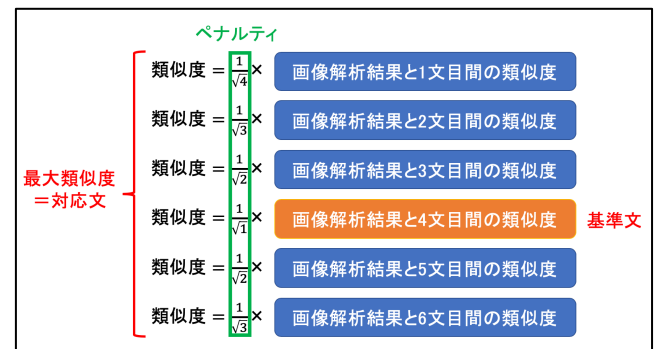 ペナルティ
類似度 = 1/√4 × 画像解析結果と1文目間の類似度
類似度 = 1/√3 × 画像解析結果と2文目間の類似度
類似度 = 1/√2 × 画像解析結果と3文目間の類似度
最大類似度
＝対応文
類似度 = 1/√1 × 画像解析結果と4文目間の類似度 基準文
類似度 = 1/√2 × 画像解析結果と5文目間の類似度
類似度 = 1/√3 × 画像解析結果と6文目間の類似度